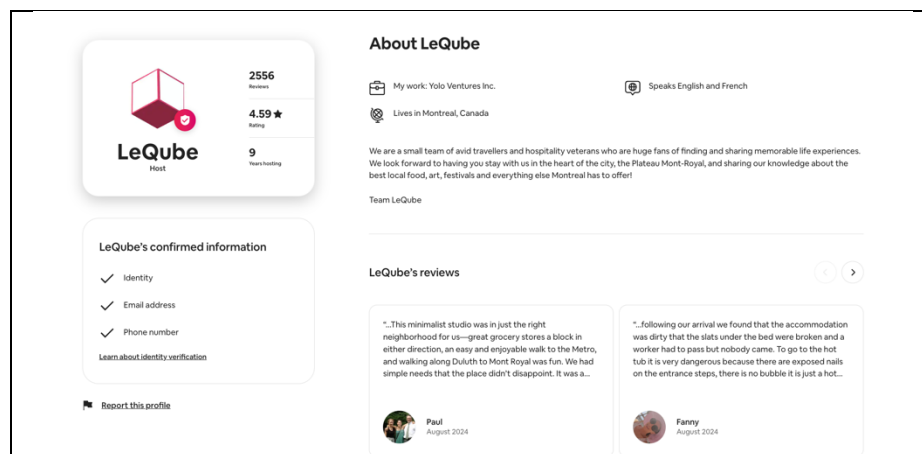 About LeQube
2556
Reviews
4.59 ★
Rating
9
Years hosting
LeQube
Host
My work: Yolo Ventures Inc.
Speaks English and French
Lives in Montreal, Canada
We are a small team of avid travellers and hospitality veterans who are huge fans of finding and sharing memorable life experiences.
We look forward to having you stay with us in the heart of the city, the Plateau Mont-Royal, and sharing our knowledge about the
best local food, art, festivals and everything else Montreal has to offer!
Team LeQube
LeQube's confirmed information
Identity
Email address
Phone number
Learn about identity verification
Report this profile
LeQube's reviews
"...This minimalist studio was in just the right
neighborhood for us—great grocery stores a block in
either direction, an easy and enjoyable walk to the Metro,
and walking along Duluth to Mont Royal was fun. We had
simple needs that the place didn't disappoint. It was a...
Paul
August 2024
"...following our arrival we found that the accommodation
was dirty that the slats under the bed were broken and a
worker had to pass but nobody came. To go to the hot
tub it is very dangerous because there are exposed nails
on the entrance steps, there is no bubble it is just a hot...
Fanny
August 2024